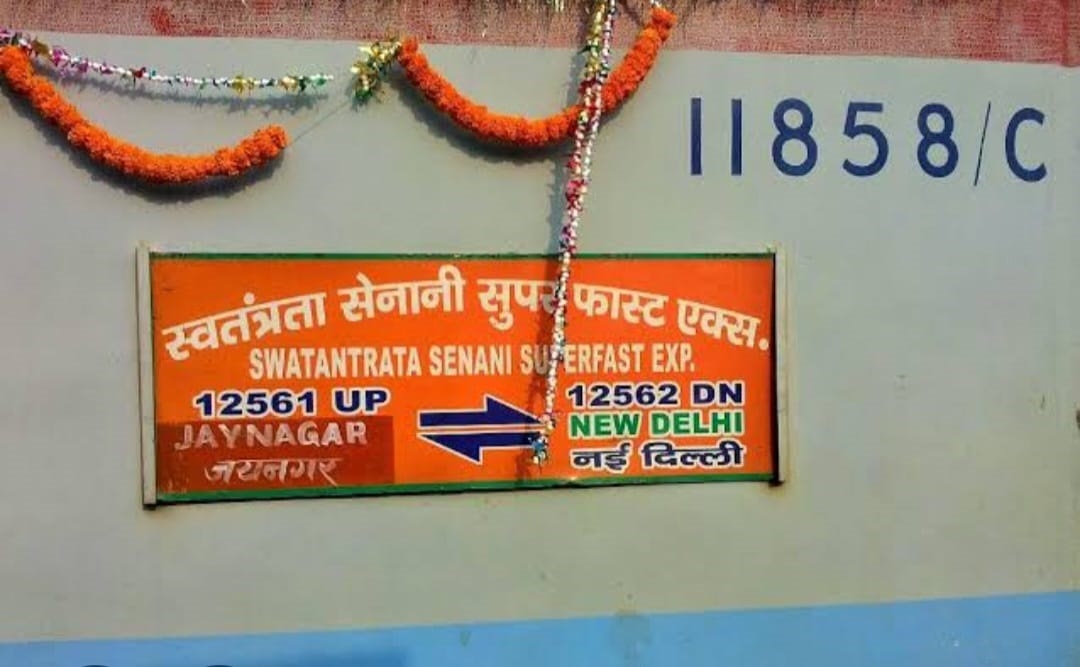 11858/C
स्वतंत्रता सेनानी सुपर फास्ट एक्स.
SWATANTRATA SENANI SUPERFAST EXP.
12561 UP
JAYNAGAR
जयनगर
12562 DN
NEW DELHI
नई दिल्ली